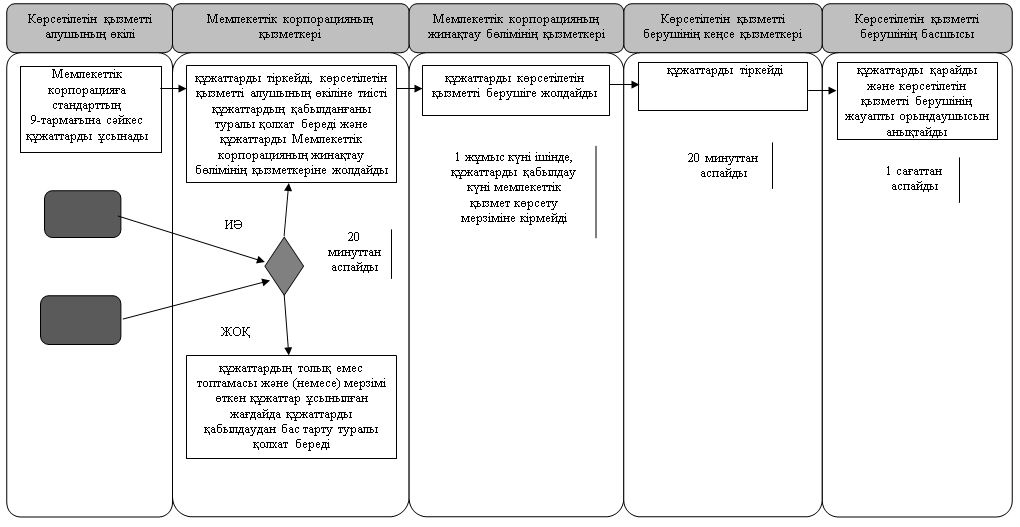 Көрсетілетін қызметті
алушының өкілі
Мемлекеттік корпорацияның
қызметкері
Мемлекеттік корпорацияның
жинақтау бөлімінің қызметкері
Көрсетілетін қызметті
берушінің кеңсе қызметкері
Көрсетілетін қызметті
берушінің басшысы
Мемлекеттік
корпорацияға
стандарттың
9-тармағына сәйкес
құжаттарды ұсынады
құжаттарды тіркейді, көрсетілетін
қызметті алушының өкіліне тиісті
құжаттардың қабылданғаны
туралы қолхат береді және
құжаттарды Мемлекеттік
корпорацияның жинақтау
бөлімінің қызметкеріне жолдайды
құжаттарды көрсетілетін
қызметті берушіге жолдайды
құжаттарды тіркейді
құжаттарды қарайды
және көрсетілетін
қызметті берушінің
жауапты орындаушысын
анықтайды
1 жұмыс күні ішінде,
құжаттарды қабылдау
күні мемлекеттік
қызмет көрсету
мерзіміне кірмейді
20 минуттан
аспайды
1 сағаттан
аспайды
ИӘ
20
минуттан
аспайды
ЖОҚ
құжаттардың толық емес
топтамасы және (немесе) мерзімі
өткен құжаттар ұсынылған
жағдайда құжаттарды
қабылдаудан бас тарту туралы
қолхат береді